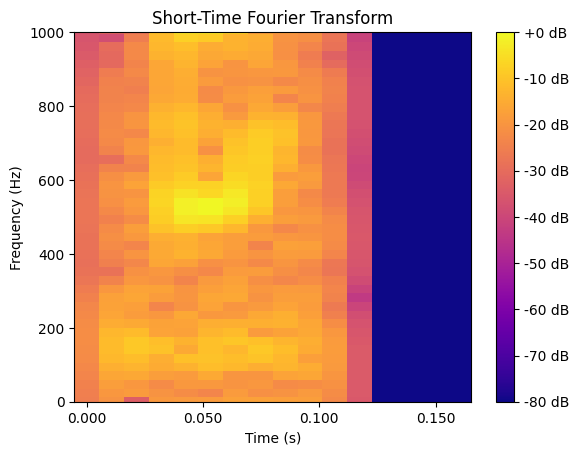 Short-Time Fourier Transform
Frequency (Hz)
1000
800
600
400
200
0
0.000
0.050
0.100
0.150
Time (s)
+0 dB
-10 dB
-20 dB
-30 dB
-40 dB
-50 dB
-60 dB
-70 dB
-80 dB